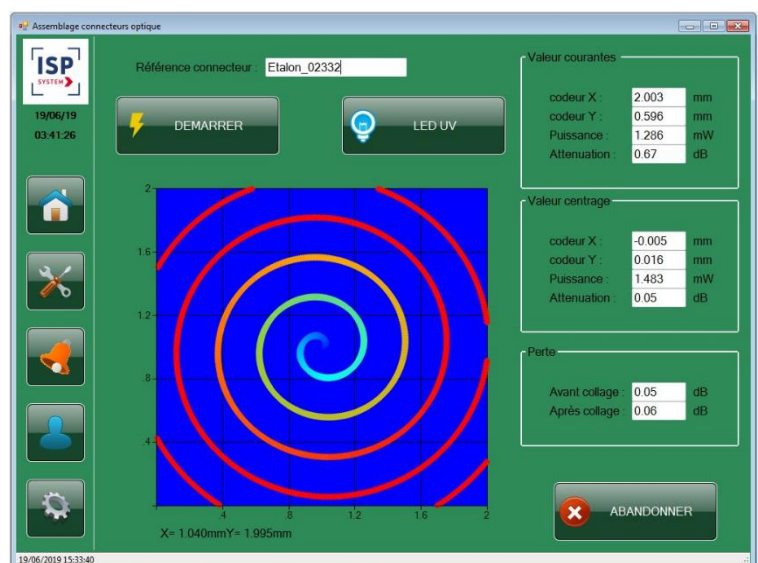 Assemblage connecteurs optique
ISP
SYSTEM
19/06/19
03:41:26
Référence connecteur : Etalon_02332
DEMARRER
LED UV
Valeur courantes
codeur X : 2.003 mm
codeur Y : 0.596 mm
Puissance : 1.286 mW
Attenuation : 0.67 dB
Valeur centrage
codeur X : -0.005 mm
codeur Y : 0.016 mm
Puissance : 1.483 mW
Attenuation : 0.05 dB
Perte
Avant collage : 0.05 dB
Après collage : 0.06 dB
2
1.6
1.2
.8
.4
.4 .8 1.2 1.6 2
X= 1.040mmY= 1.995mm
ABANDONNER
19/06/2019 15:33:40